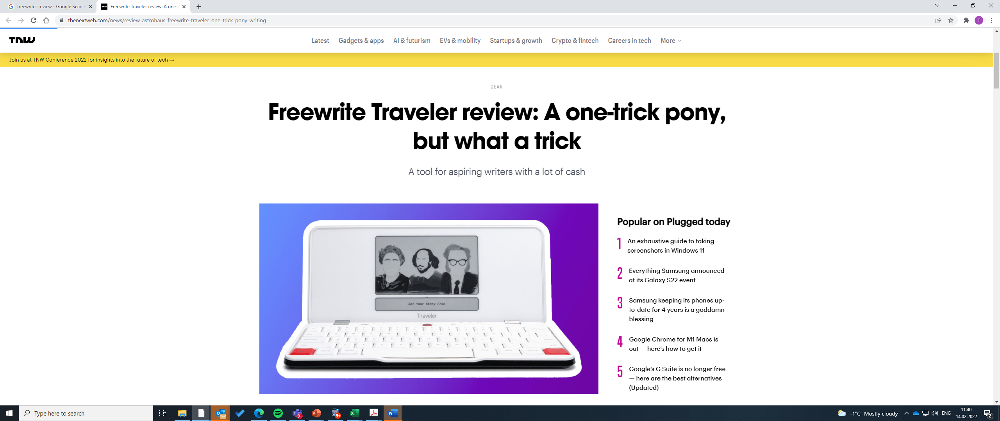 freewriter review - Google Search
Freewrite Traveler review: A one-t
thenextweb.com/news/review-astrohaus-freewrite-traveler-one-trick-pony-writing
T
TNW
Latest
Gadgets & apps
AI & futurism
EVs & mobility
Startups & growth
Crypto & fintech
Careers in tech
More
Join us at TNW Conference 2022 for insights into the future of tech →
GEAR
Freewrite Traveler review: A one-trick pony,
but what a trick
A tool for aspiring writers with a lot of cash
Set Your Story Free
Traveler
Popular on Plugged today
1
An exhaustive guide to taking
screenshots in Windows 11
2
Everything Samsung announced
at its Galaxy S22 event
3
Samsung keeping its phones up-
to-date for 4 years is a goddamn
blessing
4
Google Chrome for M1 Macs is
out — here's how to get it
5
Google's G Suite is no longer free
— here are the best alternatives
(Updated)
Type here to search
9+
9+
-1°C Mostly cloudy
ENG
11:40
14.02.2022
2